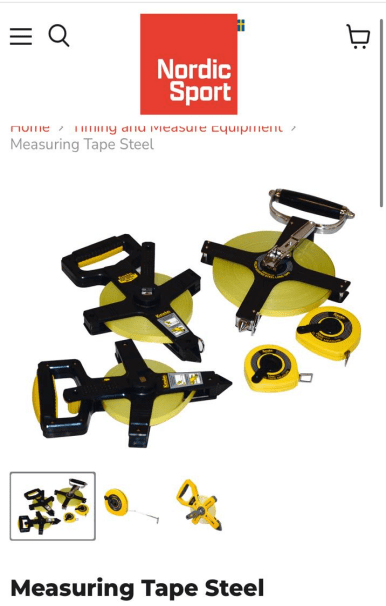 Nordic
Sport
Home > Timing and Measure Equipment >
Measuring Tape Steel
Measuring Tape Steel